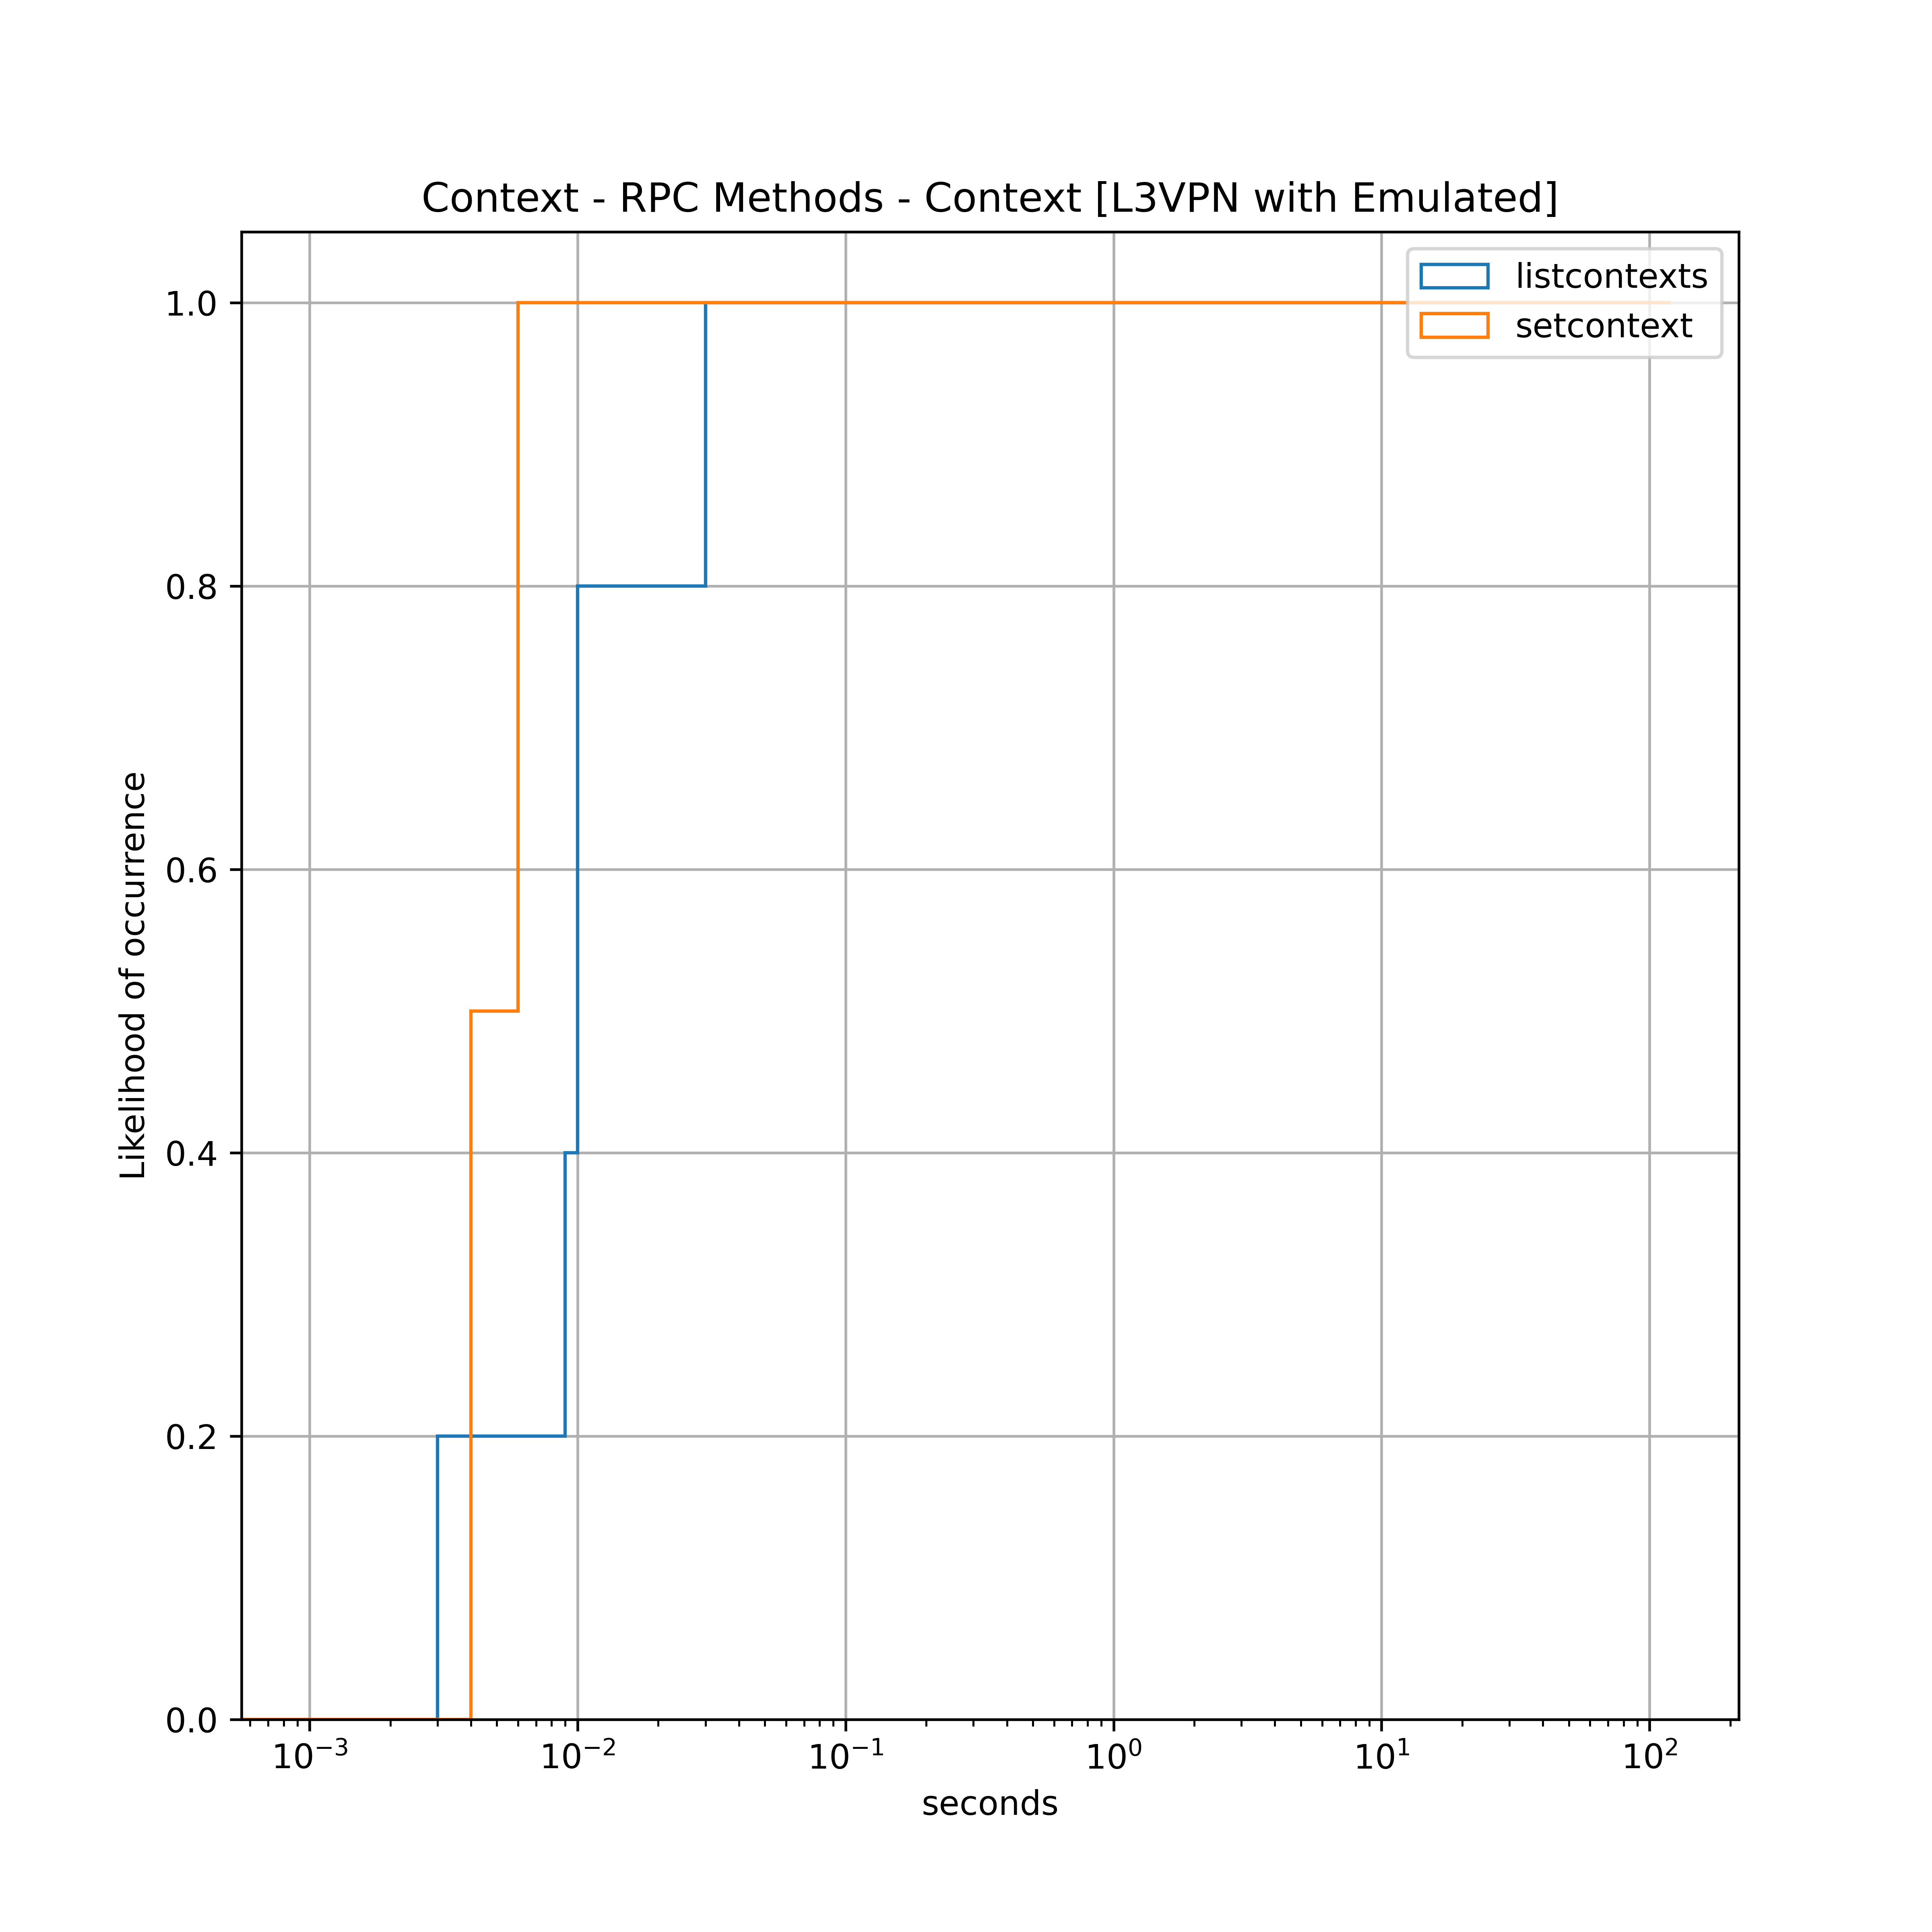 Context - RPC Methods - Context [L3VPN with Emulated]
listcontexts
setcontext
1.0
0.8
0.6
0.4
0.2
0.0
Likelihood of occurrence
10⁻³ 10⁻² 10⁻¹ 10⁰ 10¹ 10²
seconds